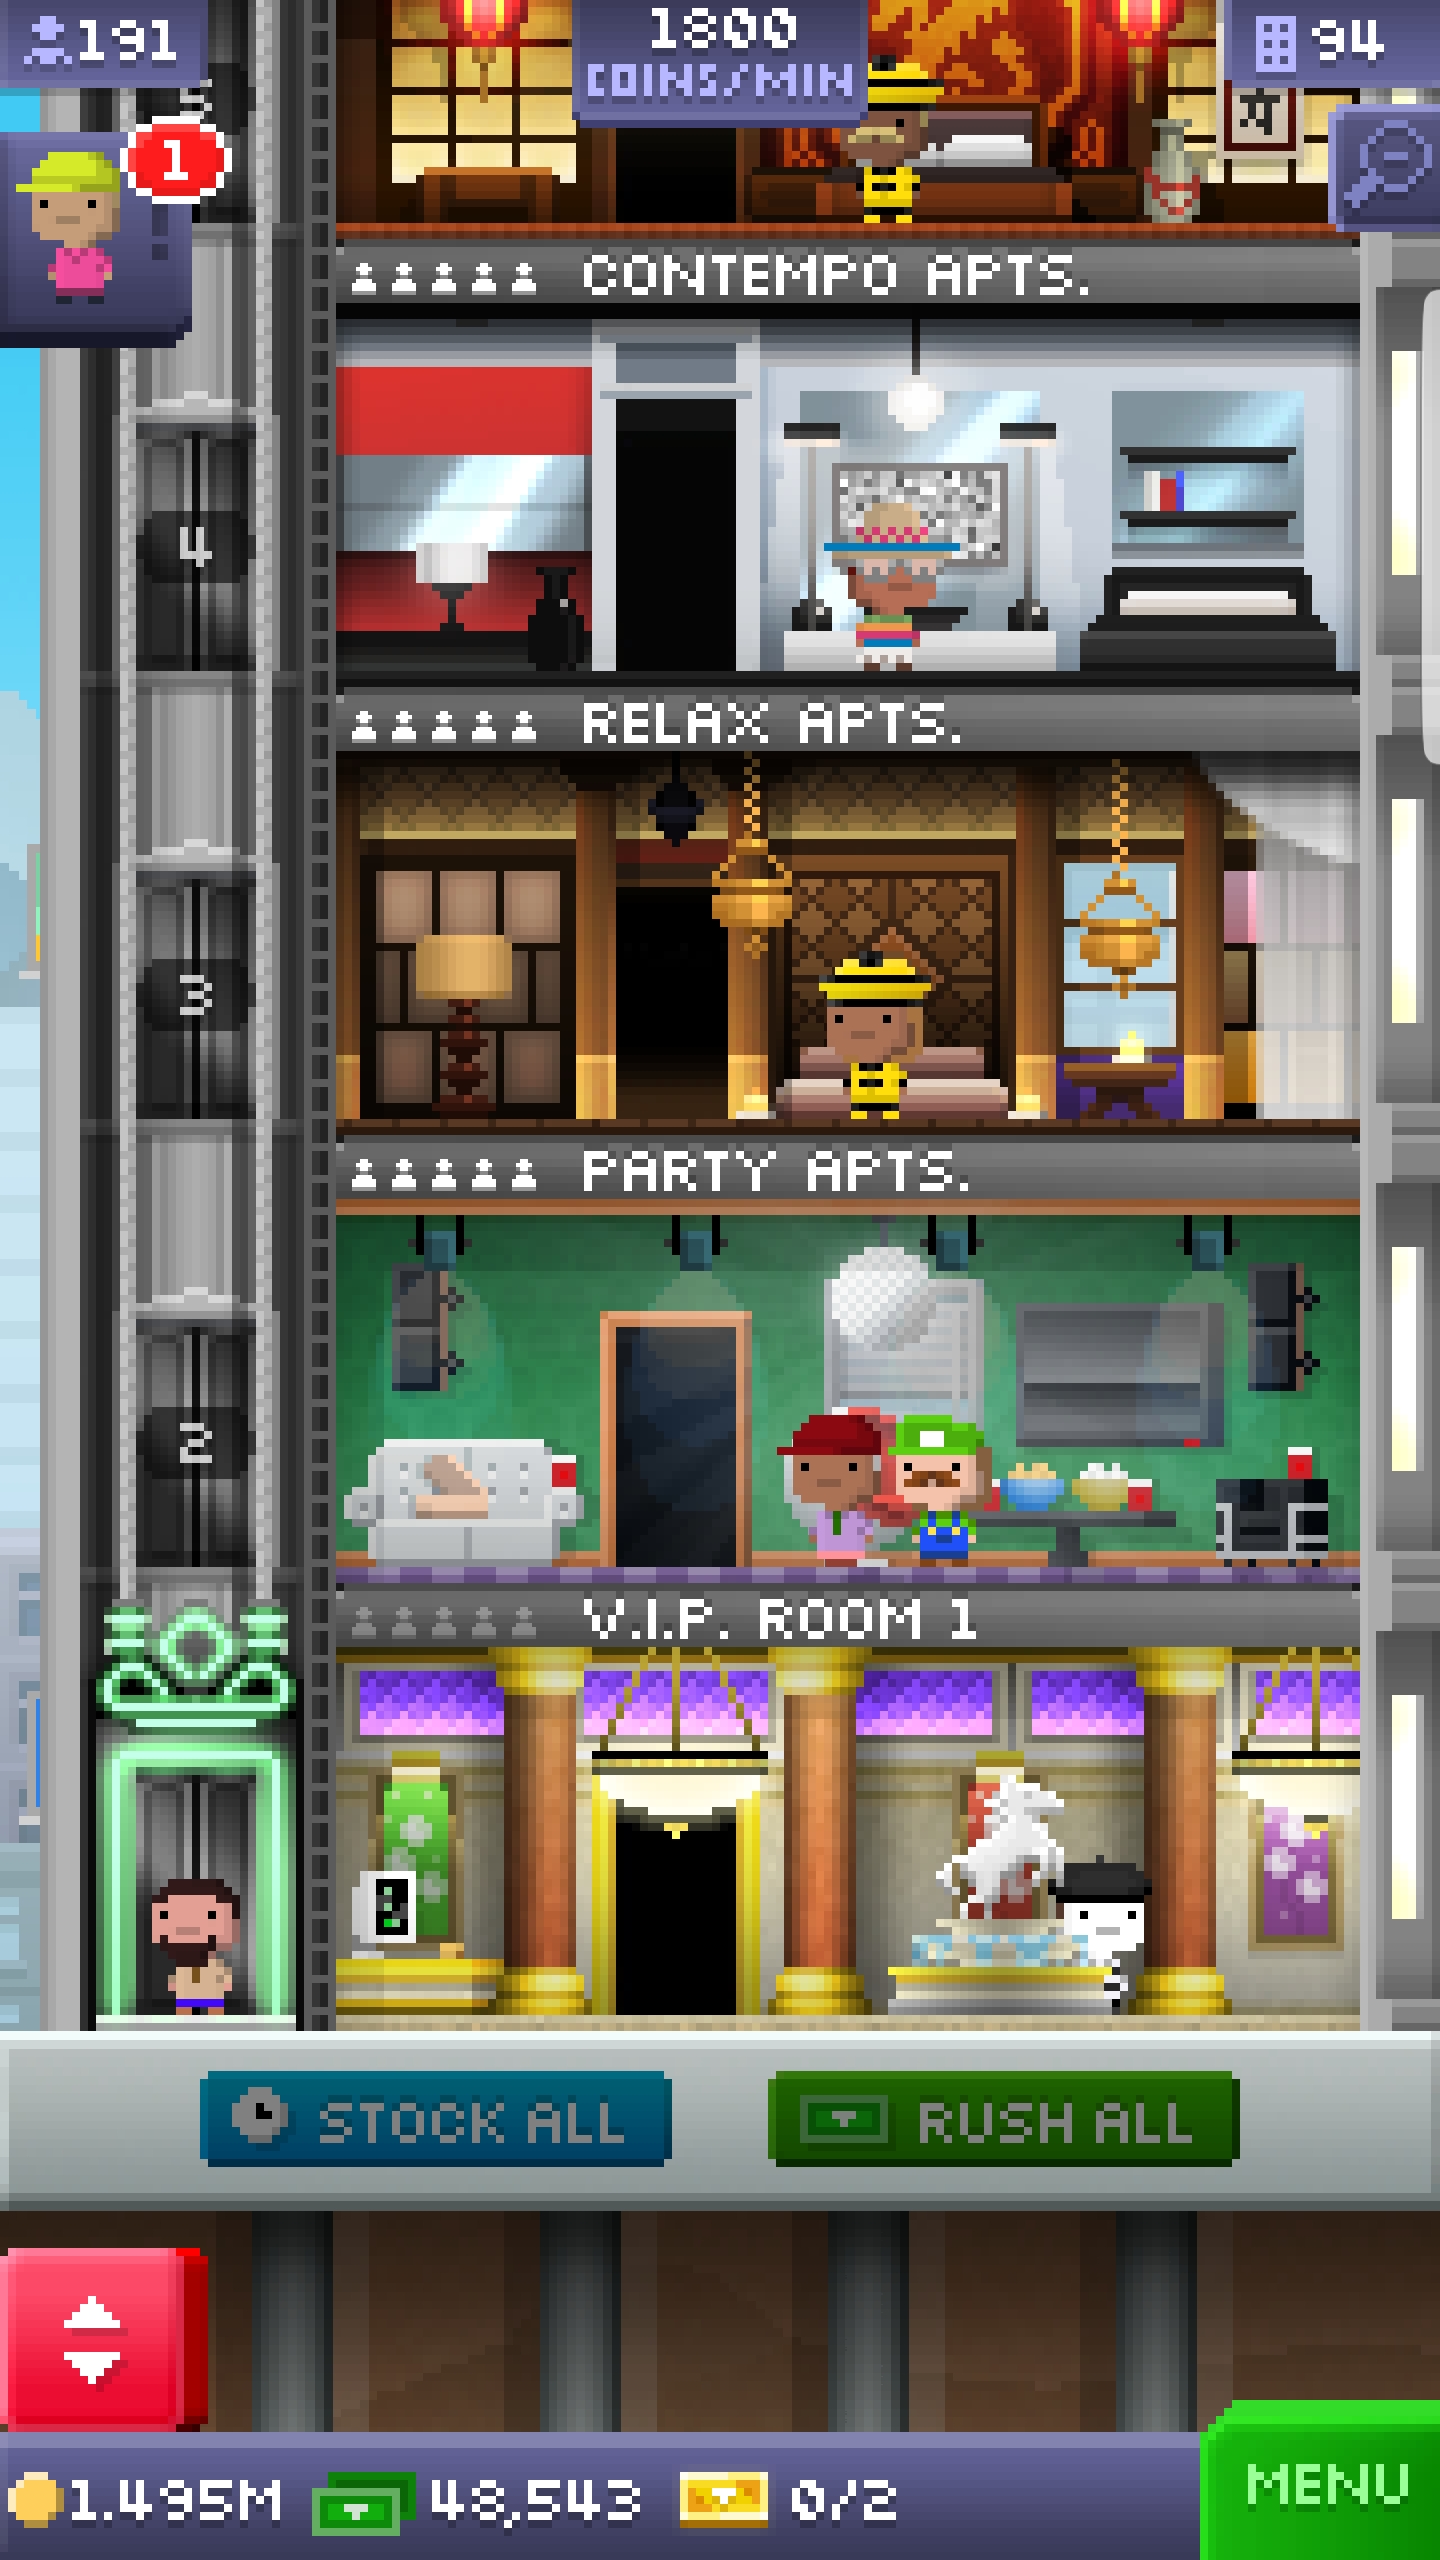 191
1800
COINS/MIN
94
5
1
CONTEMPO APTS.
4
RELAX APTS.
3
PARTY APTS.
2
V.I.P. ROOM 1
STOCK ALL
RUSH ALL
1.495M
48,543
0/2
MENU